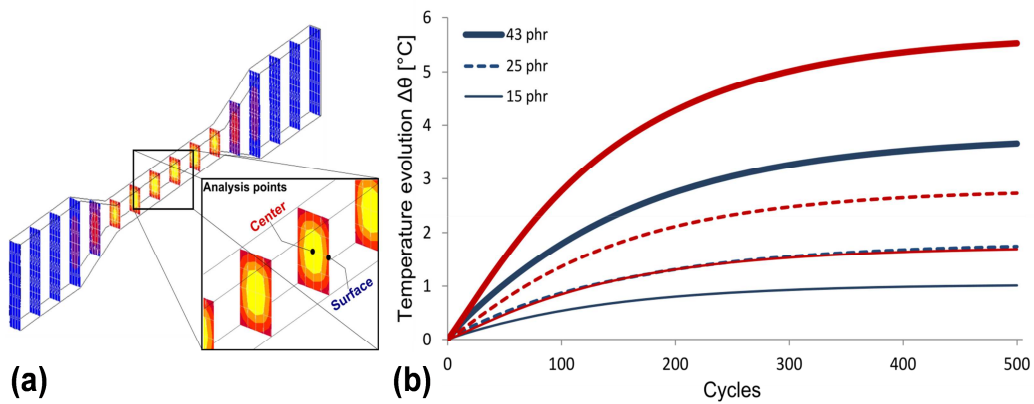 Analysis points
Center
Surface
(a)
Temperature evolution Δθ [°C]
6
5
4
3
2
1
0
43 phr
25 phr
15 phr
0 100 200 300 400 500
Cycles
(b)